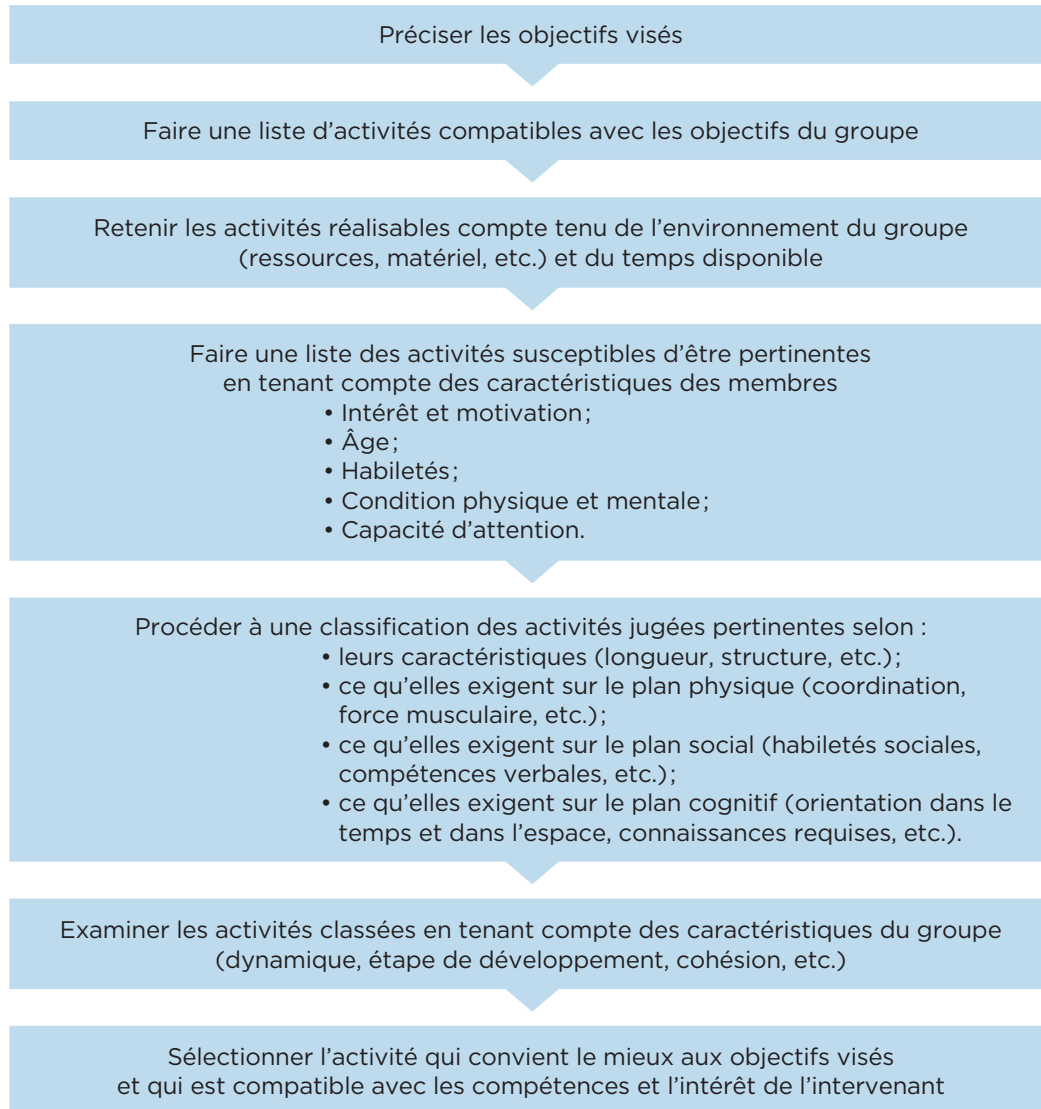 Préciser les objectifs visés
Faire une liste d’activités compatibles avec les objectifs du groupe
Retenir les activités réalisables compte tenu de l’environnement du groupe
(ressources, matériel, etc.) et du temps disponible
Faire une liste des activités susceptibles d’être pertinentes
en tenant compte des caractéristiques des membres
• Intérêt et motivation;
• Âge;
• Habiletés;
• Condition physique et mentale;
• Capacité d’attention.
Procéder à une classification des activités jugées pertinentes selon :
• leurs caractéristiques (longueur, structure, etc.);
• ce qu’elles exigent sur le plan physique (coordination,
force musculaire, etc.);
• ce qu’elles exigent sur le plan social (habiletés sociales,
compétences verbales, etc.);
• ce qu’elles exigent sur le plan cognitif (orientation dans le
temps et dans l’espace, connaissances requises, etc.).
Examiner les activités classées en tenant compte des caractéristiques du groupe
(dynamique, étape de développement, cohésion, etc.)
Sélectionner l’activité qui convient le mieux aux objectifs visés
et qui est compatible avec les compétences et l’intérêt de l’intervenant